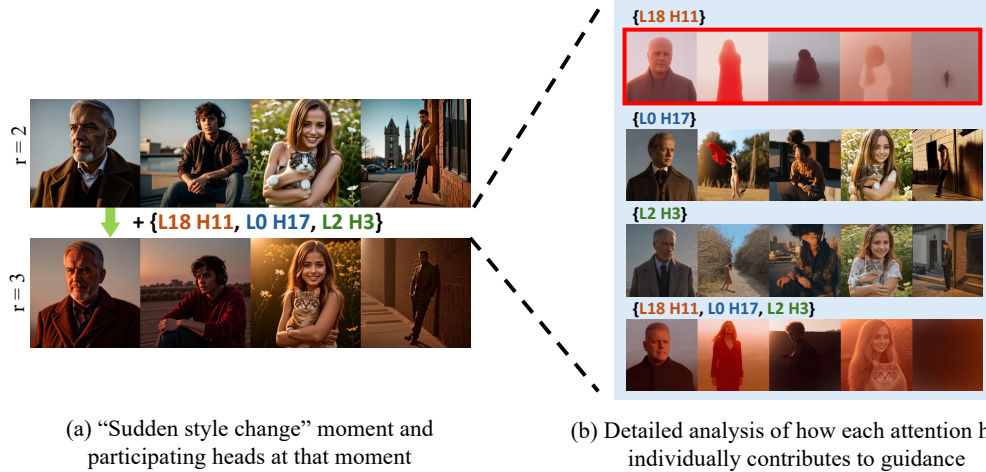 r = 2
+ {L18 H11, L0 H17, L2 H3}
r = 3
(a) “Sudden style change” moment and
participating heads at that moment
{L18 H11}
{L0 H17}
{L2 H3}
{L18 H11, L0 H17, L2 H3}
(b) Detailed analysis of how each attention h
individually contributes to guidance